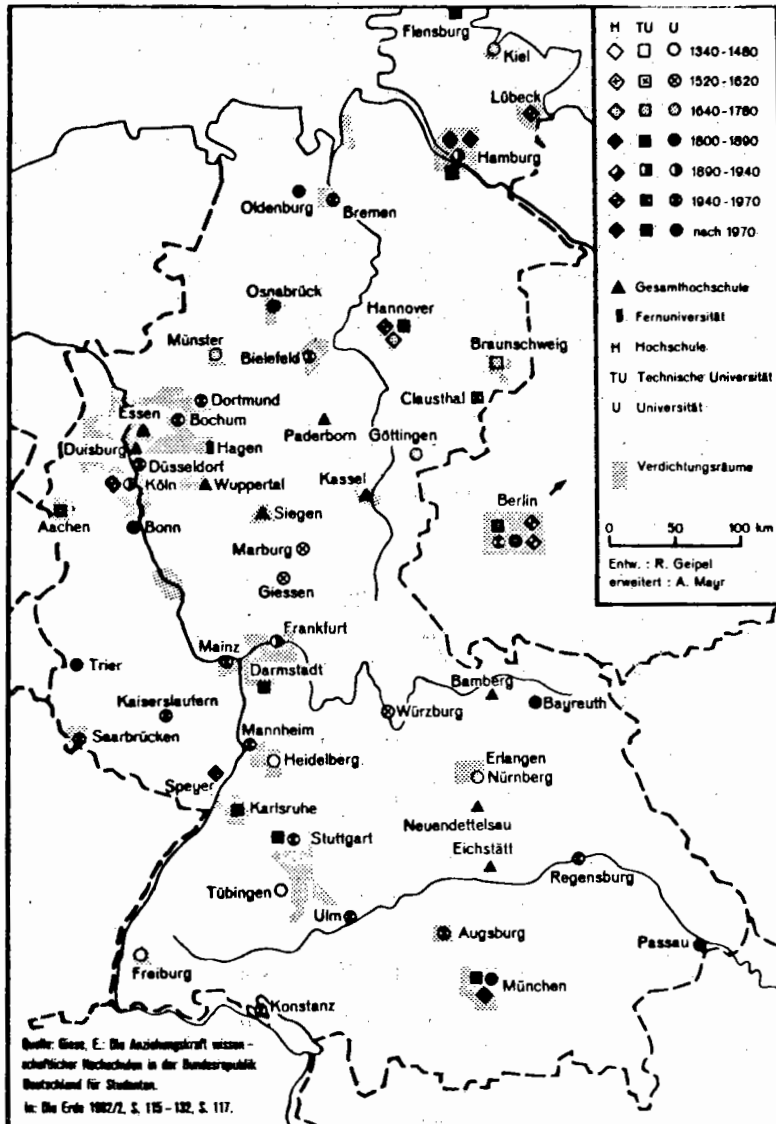 Flensburg
Kiel
Lübeck
Hamburg
Oldenburg
Bremen
Osnabrück
Hannover
Münster
Bielefeld
Braunschweig
Dortmund
Clausthal
Essen
Bochum
Paderborn
Göttingen
Duisburg
Hagen
Düsseldorf
Köln
Wuppertal
Kassel
Berlin
Aachen
Siegen
Bonn
Marburg
Giessen
Frankfurt
Mainz
Trier
Darmstadt
Bamberg
Kaiserslautern
Würzburg
Bayreuth
Saarbrücken
Mannheim
Heidelberg
Erlangen
Nürnberg
Speyer
Karlsruhe
Neuendettelsau
Stuttgart
Eichstätt
Regensburg
Tübingen
Ulm
Augsburg
Passau
Freiburg
München
Konstanz
H TU U
1340-1480
1520-1620
1640-1780
1800-1890
1890-1940
1940-1970
nach 1970
Gesamthochschule
Fernuniversität
H Hochschule
TU Technische Universität
U Universität
Verdichtungsräume
0 50 100 km
Entw. : R. Geipel
erweitert : A. Mayr
Quelle: Giese, E.: Die Anziehungskraft wissen-
schaftlicher Hochschulen in der Bundesrepublik
Deutschland für Studenten.
In: Die Erde 1982/2, S. 115-132, S. 117.